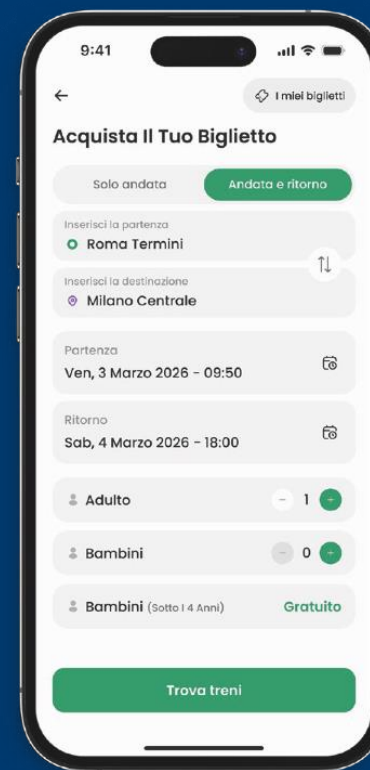 9:41
I miei biglietti
Acquista Il Tuo Biglietto
Solo andata
Andata e ritorno
Inserisci la partenza
Roma Termini
Inserisci la destinazione
Milano Centrale
Partenza
Ven, 3 Marzo 2026 - 09:50
Ritorno
Sab, 4 Marzo 2026 - 18:00
Adulto
- 1 +
Bambini
- 0 +
Bambini (Sotto I 4 Anni)
Gratuito
Trova treni